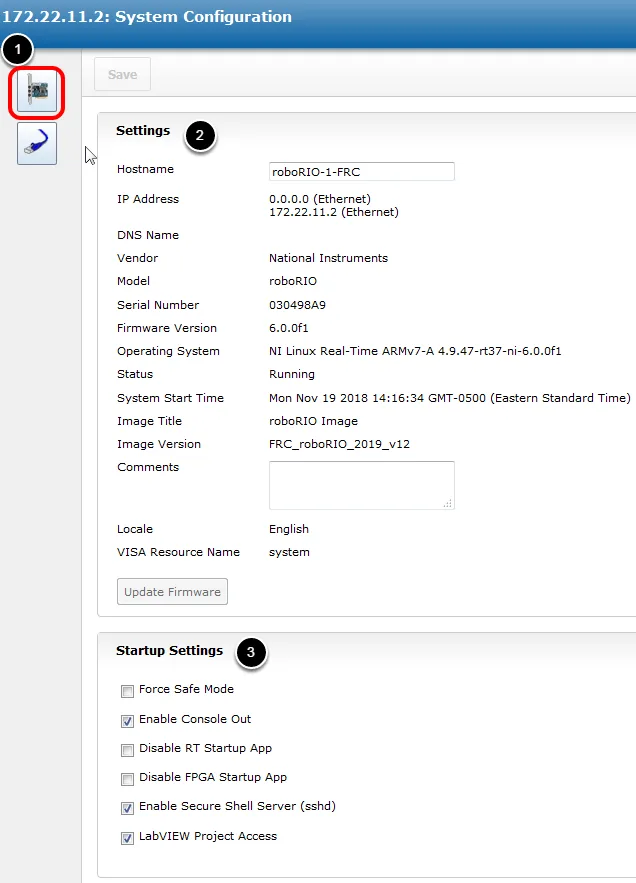 172.22.11.2: System Configuration
1
Save
Settings 2
Hostname roboRIO-1-FRC
IP Address 0.0.0.0 (Ethernet)
172.22.11.2 (Ethernet)
DNS Name
Vendor National Instruments
Model roboRIO
Serial Number 030498A9
Firmware Version 6.0.0f1
Operating System NI Linux Real-Time ARMv7-A 4.9.47-rt37-ni-6.0.0f1
Status Running
System Start Time Mon Nov 19 2018 14:16:34 GMT-0500 (Eastern Standard Time)
Image Title roboRIO Image
Image Version FRC_roboRIO_2019_v12
Comments
Locale English
VISA Resource Name system
Update Firmware
Startup Settings 3
Force Safe Mode
Enable Console Out
Disable RT Startup App
Disable FPGA Startup App
Enable Secure Shell Server (sshd)
LabVIEW Project Access